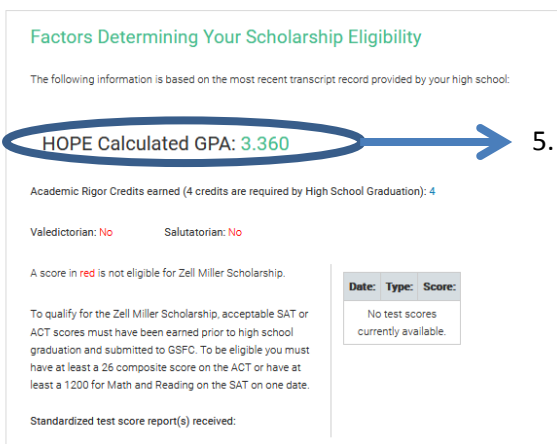 Factors Determining Your Scholarship Eligibility
The following information is based on the most recent transcript record provided by your high school:
HOPE Calculated GPA: 3.360
5.
Academic Rigor Credits earned (4 credits are required by High School Graduation): 4
Valedictorian: No Salutatorian: No
A score in red is not eligible for Zell Miller Scholarship.
To qualify for the Zell Miller Scholarship, acceptable SAT or
ACT scores must have been earned prior to high school
graduation and submitted to GSFC. To be eligible you must
have at least a 26 composite score on the ACT or have at
least a 1200 for Math and Reading on the SAT on one date.
Standardized test score report(s) received:
Date: Type: Score:
No test scores
currently available.